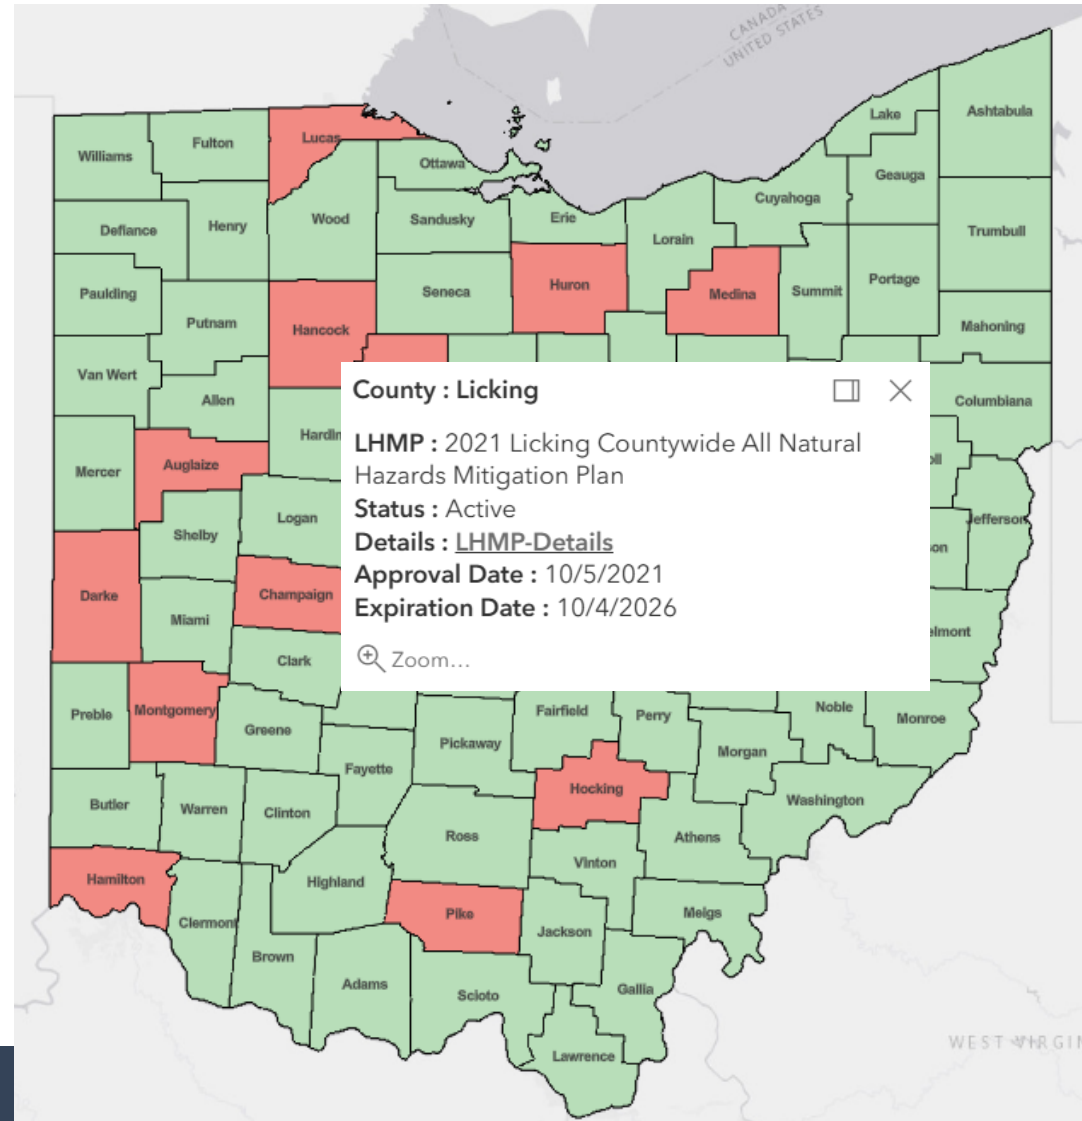 CANADA
UNITED STATES
Ashtabula
Lake
Lucas
Fulton
Williams
Ottawa
Geauga
Cuyahoga
Wood
Sandusky
Erie
Henry
Defiance
Trumbull
Lorain
Portage
Huron
Seneca
Summit
Medina
Paulding
Putnam
Hancock
Mahoning
Van Wert
Allen
Columbiana
County : Licking
LHMP : 2021 Licking Countywide All Natural
Hazards Mitigation Plan
Status : Active
Details : LHMP-Details
Approval Date : 10/5/2021
Expiration Date : 10/4/2026
Zoom...
Auglaize
Mercer
Logan
Jefferson
Shelby
Champaign
Darke
Miami
Clark
Noble
Fairfield
Perry
Montgomery
Preble
Monroe
Greene
Pickaway
Morgan
Fayette
Hocking
Washington
Butler
Warren
Clinton
Ross
Athens
Vinton
Hamilton
Highland
Pike
Meigs
Clermont
Jackson
Brown
Adams
Gallia
Scioto
WEST VIRGIN
Lawrence